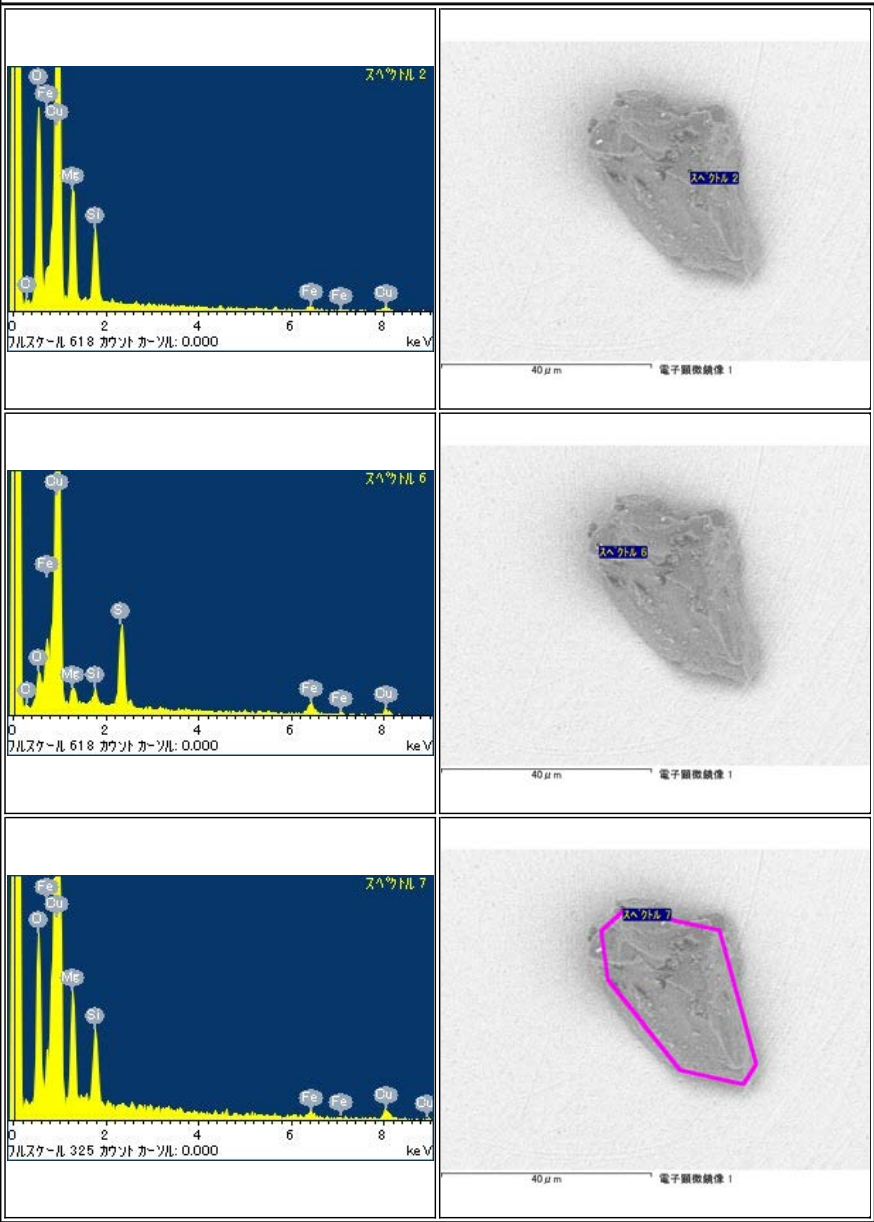 スペクトル 2
O
Fe
Cu
Mg
Si
C
Fe
Fe
Cu
0 2 4 6 8
フルスケール 618 カウント カーソル: 0.000 keV
スペクトル 2
40μm 電子顕微鏡像 1
スペクトル 6
Cu
Fe
S
O
Mg
Si
C
Fe
Fe
Cu
0 2 4 6 8
フルスケール 618 カウント カーソル: 0.000 keV
スペクトル 6
40μm 電子顕微鏡像 1
スペクトル 7
Fe
Cu
O
Mg
Si
Fe
Fe
Cu
Cu
0 2 4 6 8
フルスケール 325 カウント カーソル: 0.000 keV
スペクトル 7
40μm 電子顕微鏡像 1